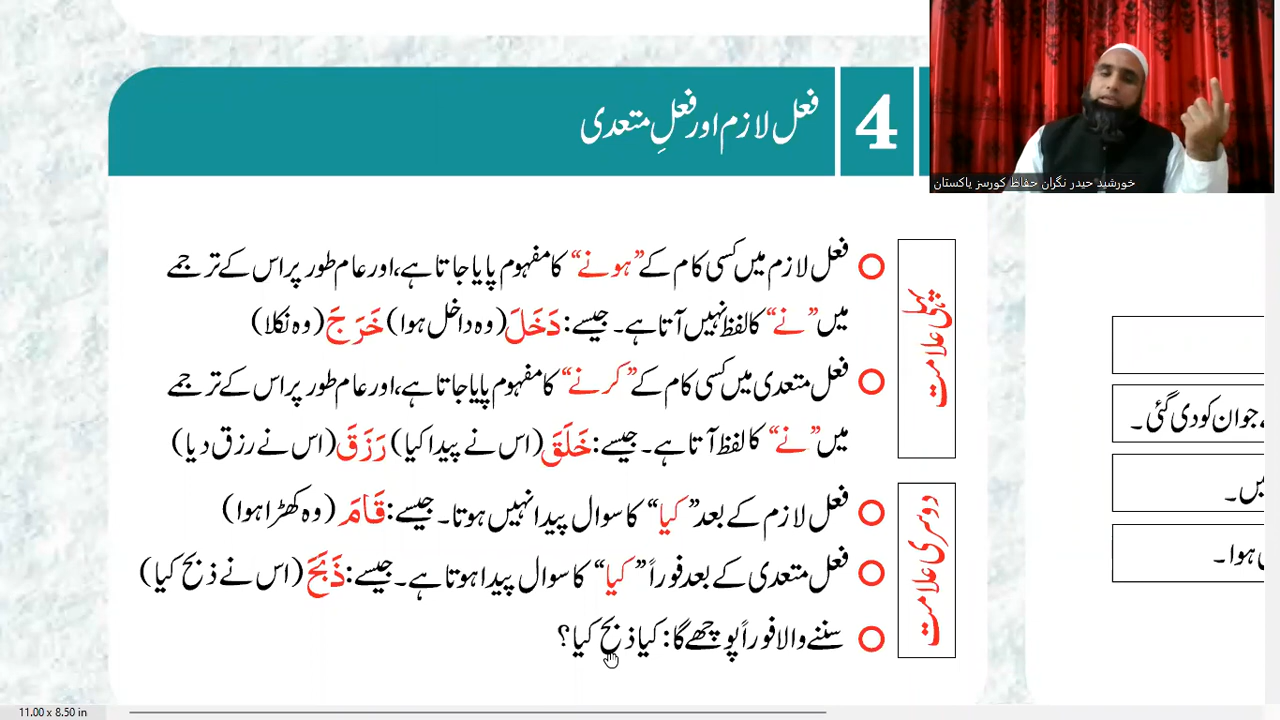 4
فعل لازم اور فعلِ متعدی
خورشید حیدر نگران حفاظ کورسز پاکستان
پہلی علامت
فعل لازم میں کسی کام کے ”ہونے“ کا مفہوم پایا جاتا ہے، اور عام طور پر اس کے ترجمے
میں ”نے“ کا لفظ نہیں آتا ہے۔ جیسے: دَخَلَ (وہ داخل ہوا) خَرَجَ (وہ نکلا)
فعل متعدی میں کسی کام کے ”کرنے“ کا مفہوم پایا جاتا ہے، اور عام طور پر اس کے ترجمے
میں ”نے“ کا لفظ آتا ہے۔ جیسے: خَلَقَ (اس نے پیدا کیا) رَزَقَ (اس نے رزق دیا)
دوسری علامت
فعل لازم کے بعد ”کیا“ کا سوال پیدا نہیں ہوتا۔ جیسے: قَامَ (وہ کھڑا ہوا)
فعل متعدی کے بعد فوراً ”کیا“ کا سوال پیدا ہوتا ہے۔ جیسے: ذَبَحَ (اس نے ذبح کیا)
سننے والا فوراً پوچھے گا: کیا ذبح کیا؟
جو ان کو دی گئی۔
ہوا۔
11.00 x 8.50 in